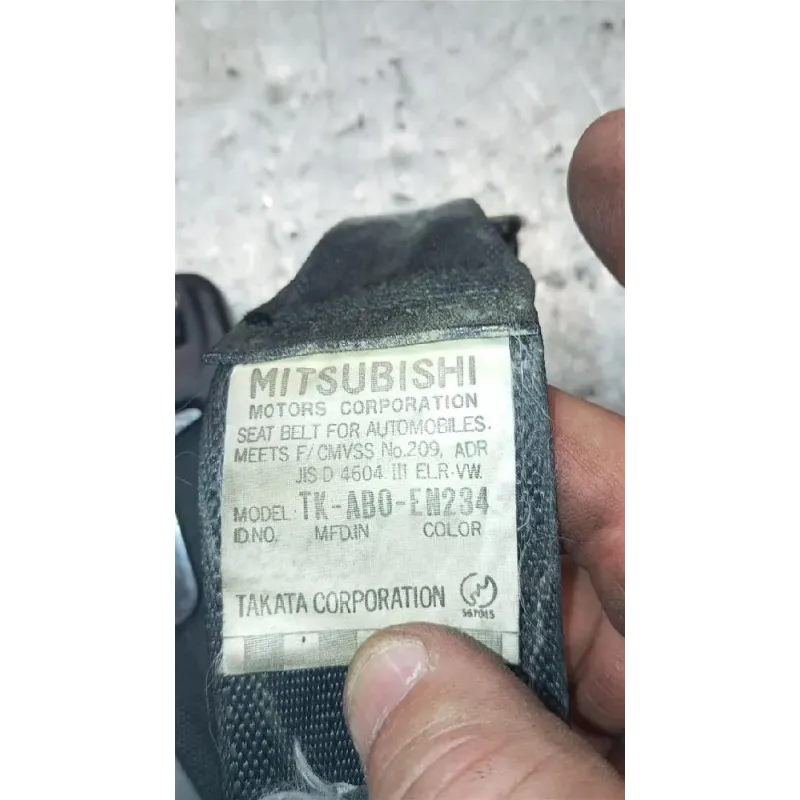 MITSUBISHI
MOTORS CORPORATION
SEAT BELT FOR AUTOMOBILES.
MEETS F/CMVSS No.209, ADR
JIS D 4604 III ELR-VW.
MODEL: TK-AB0-EN234
ID.NO. MFD.IN COLOR
TAKATA CORPORATION